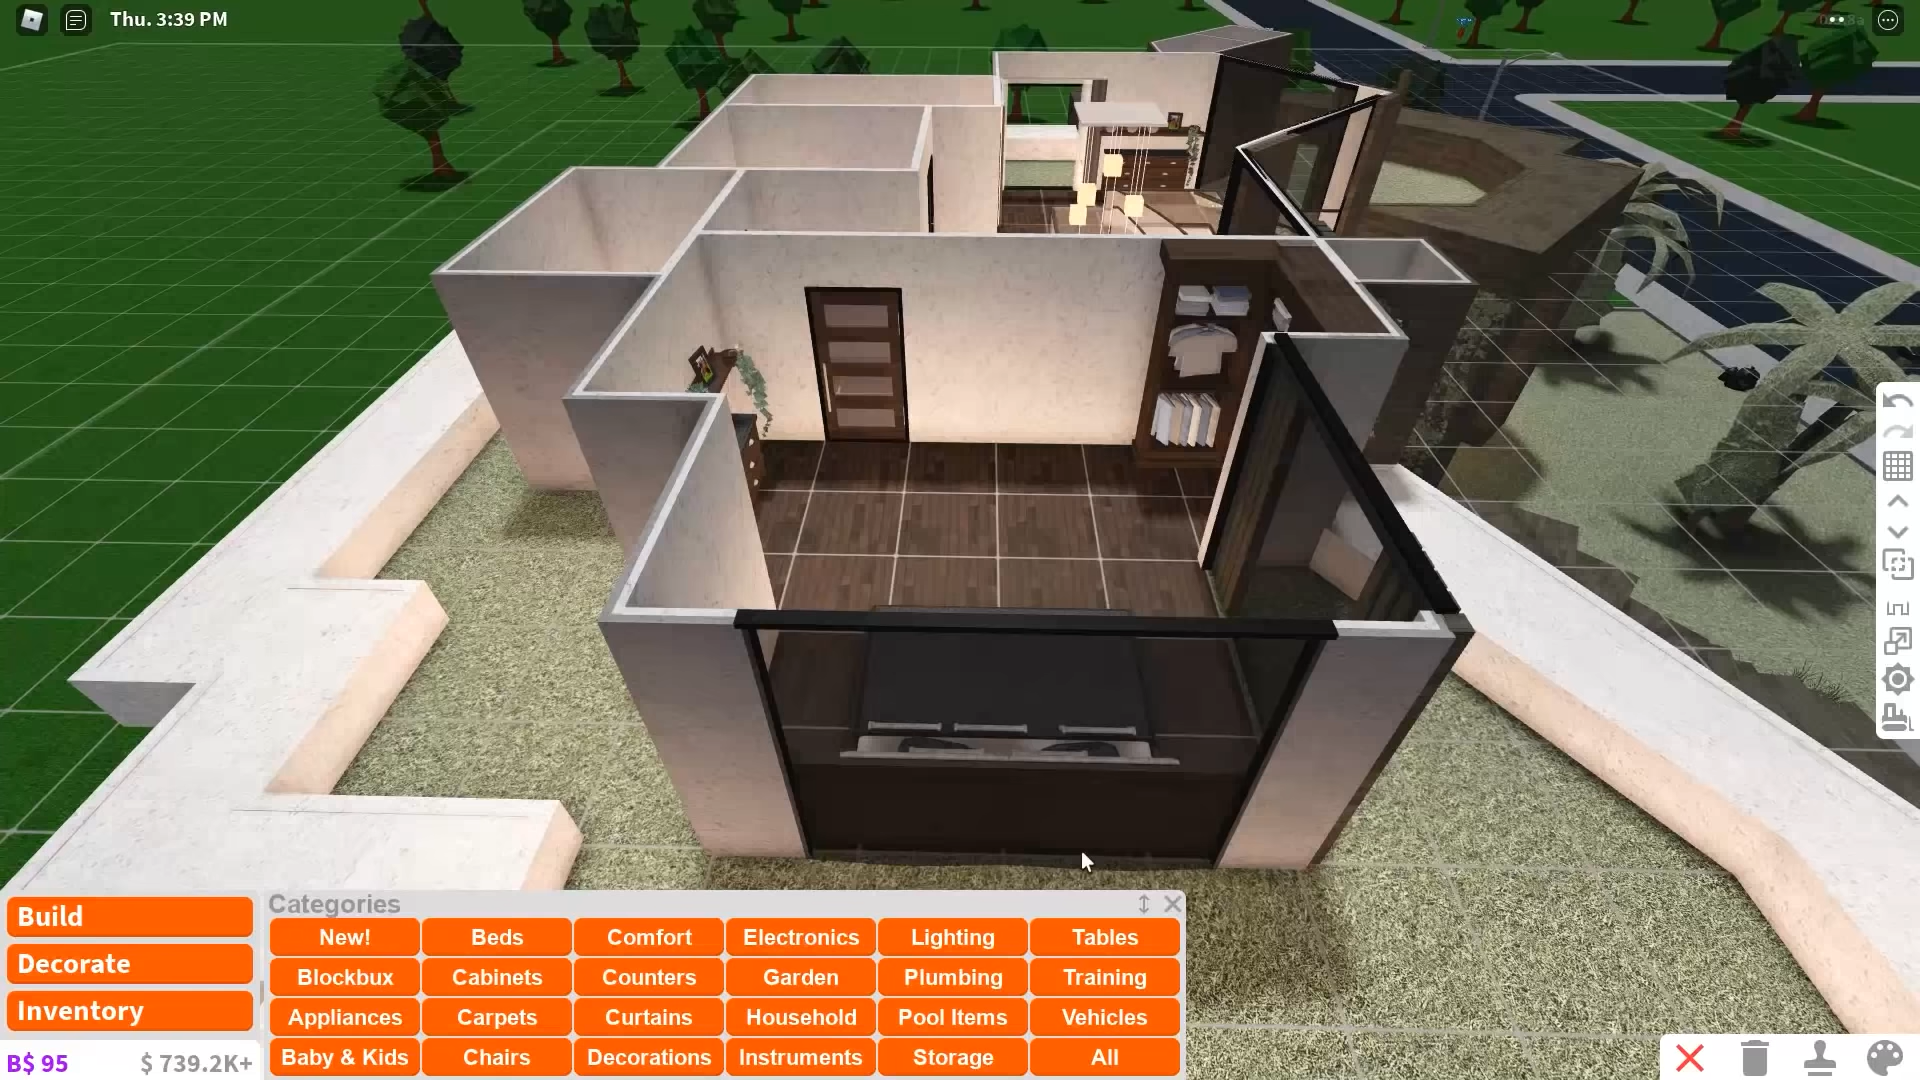 Thu. 3:39 PM
Build
Decorate
Inventory
B$ 95
$ 739.2K+
Categories
New!
Beds
Comfort
Electronics
Lighting
Tables
Blockbux
Cabinets
Counters
Garden
Plumbing
Training
Appliances
Carpets
Curtains
Household
Pool Items
Vehicles
Baby & Kids
Chairs
Decorations
Instruments
Storage
All